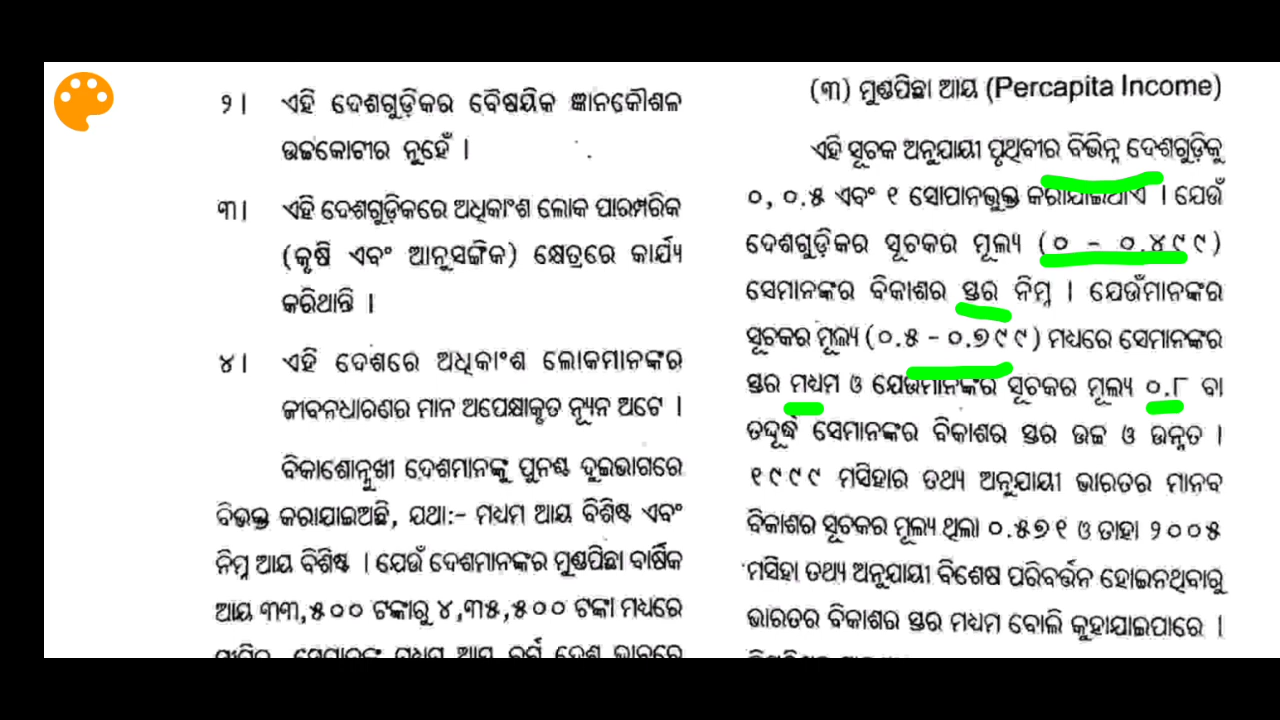 ୨। ଏହି ଦେଶଗୁଡ଼ିକର ବୈଷୟିକ ଜ୍ଞାନକୌଶଳ
ଉଚ୍ଚକୋଟୀର ନୁହେଁ ।
୩। ଏହି ଦେଶଗୁଡ଼ିକରେ ଅଧିକାଂଶ ଲୋକ ପାରମ୍ପରିକ
(କୃଷି ଏବଂ ଆନୁସଙ୍ଗିକ) କ୍ଷେତ୍ରରେ କାର୍ଯ୍ୟ
କରିଥାନ୍ତି ।
୪। ଏହି ଦେଶରେ ଅଧିକାଂଶ ଲୋକମାନଙ୍କର
ଜୀବନଧାରଣର ମାନ ଅପେକ୍ଷାକୃତ ନ୍ୟୂନ ଅଟେ ।
ବିକାଶୋନ୍ମୁଖୀ ଦେଶମାନଙ୍କୁ ପୁନଶ୍ଚ ଦୁଇଭାଗରେ
ବିଭକ୍ତ କରାଯାଇଅଛି, ଯଥା:- ମଧ୍ୟମ ଆୟ ବିଶିଷ୍ଟ ଏବଂ
ନିମ୍ନ ଆୟ ବିଶିଷ୍ଟ । ଯେଉଁ ଦେଶମାନଙ୍କର ମୁଣ୍ଡପିଛା ବାର୍ଷିକ
ଆୟ ୩୩,୫୦୦ ଟଙ୍କାରୁ ୪,୩୫,୫୦୦ ଟଙ୍କା ମଧ୍ୟରେ
(୩) ମୁଣ୍ଡପିଛା ଆୟ (Percapita Income)
ଏହି ସୂଚକ ଅନୁଯାୟୀ ପୃଥିବୀର ବିଭିନ୍ନ ଦେଶଗୁଡ଼ିକୁ
୦, ୦.୫ ଏବଂ ୧ ସୋପାନଭୁକ୍ତ କରାଯାଇଥାଏ । ଯେଉଁ
ଦେଶଗୁଡ଼ିକର ସୂଚକର ମୂଲ୍ୟ (୦ - ୦.୪୯୯)
ସେମାନଙ୍କର ବିକାଶର ସ୍ତର ନିମ୍ନ । ଯେଉଁମାନଙ୍କର
ସୂଚକର ମୂଲ୍ୟ (୦.୫ - ୦.୭୯୯) ମଧ୍ୟରେ ସେମାନଙ୍କର
ସ୍ତର ମଧ୍ୟମ ଓ ଯେଉଁମାନଙ୍କର ସୂଚକର ମୂଲ୍ୟ ୦.୮ ବା
ତଦୂର୍ଦ୍ଧ୍ୱ ସେମାନଙ୍କର ବିକାଶର ସ୍ତର ଉଚ୍ଚ ଓ ଉନ୍ନତ ।
୧୯୯୯ ମସିହାର ତଥ୍ୟ ଅନୁଯାୟୀ ଭାରତର ମାନବ
ବିକାଶର ସୂଚକର ମୂଲ୍ୟ ଥିଲା ୦.୫୭୧ ଓ ତାହା ୨୦୦୫
ମସିହା ତଥ୍ୟ ଅନୁଯାୟୀ ବିଶେଷ ପରିବର୍ତ୍ତନ ହୋଇନଥିବାରୁ
ଭାରତର ବିକାଶର ସ୍ତର ମଧ୍ୟମ ବୋଲି କୁହାଯାଇପାରେ ।